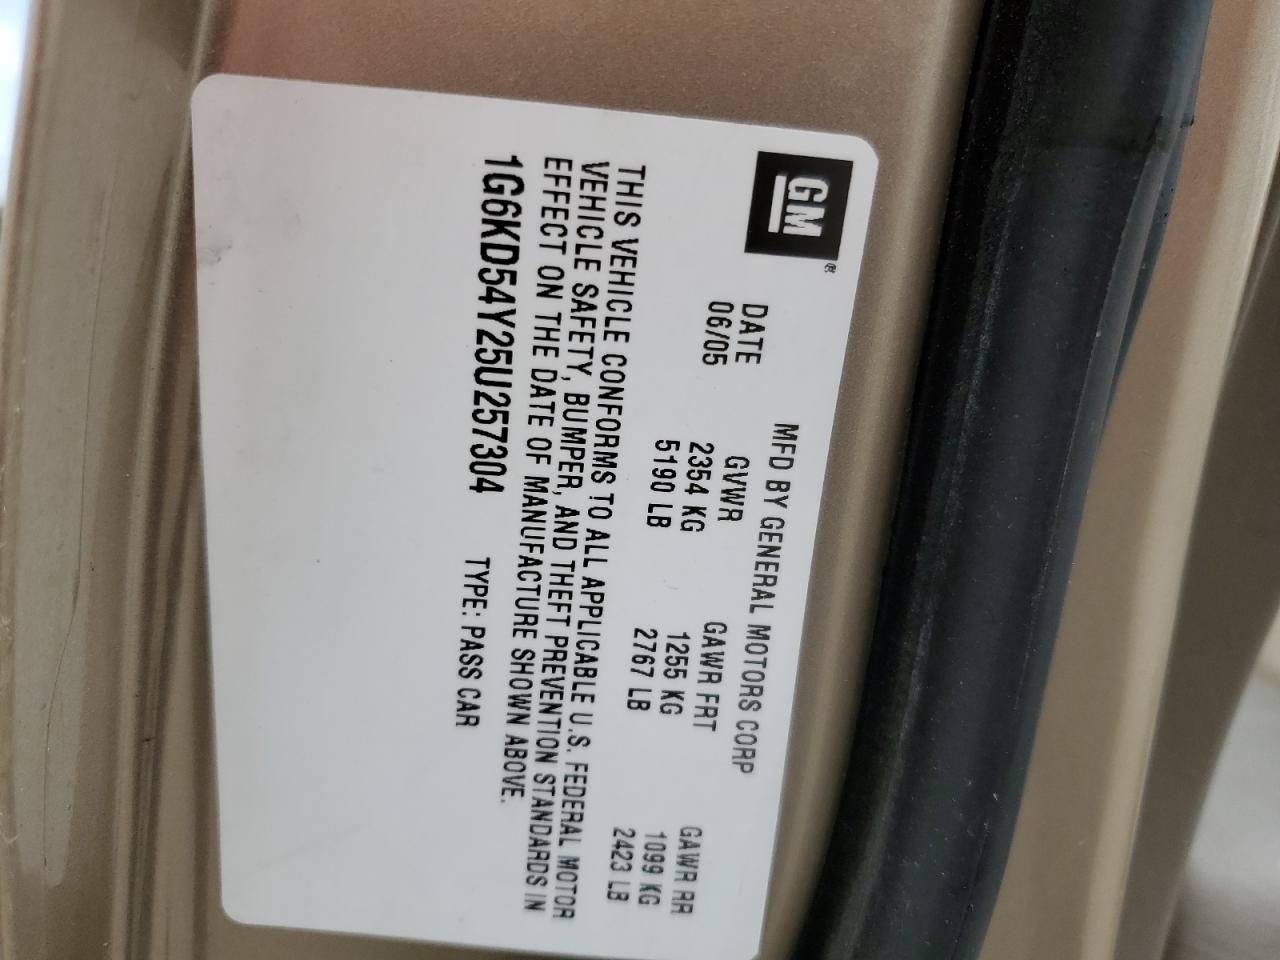 GM®
MFD BY GENERAL MOTORS CORP
DATE GVWR GAWR FRT GAWR RR
06/05 2354 KG 1255 KG 1099 KG
5190 LB 2767 LB 2423 LB
THIS VEHICLE CONFORMS TO ALL APPLICABLE U.S. FEDERAL MOTOR
VEHICLE SAFETY, BUMPER, AND THEFT PREVENTION STANDARDS IN
EFFECT ON THE DATE OF MANUFACTURE SHOWN ABOVE.
1G6KD54Y25U257304 TYPE: PASS CAR